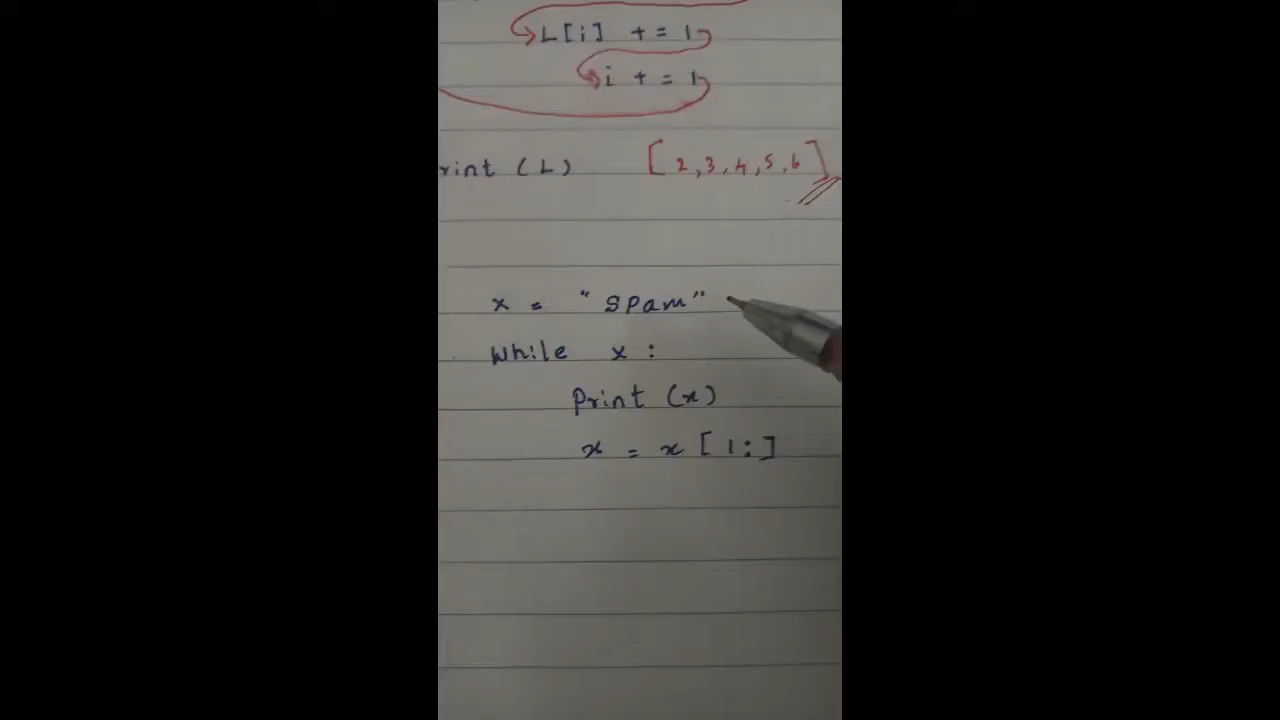 L[i] += 1
i += 1
rint (L) [2,3,4,5,6]
x = "spam"
while x :
print (x)
x = x [1:]